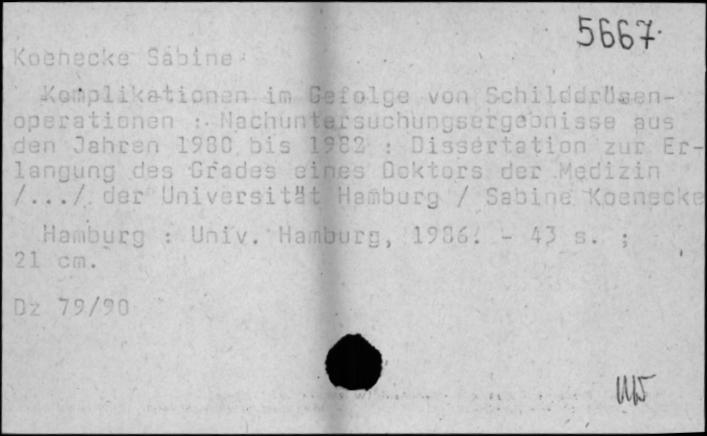 5667
Koenecke Sabine
Komplikationen im Gefolge von Schilddrüsen-
operationen : Nachuntersuchungsergebnisse aus
den Jahren 1980 bis 1982 : Dissertation zur Er-
langung des Grades eines Doktors der Medizin
/.../ der Universität Hamburg / Sabine Koenecke
Hamburg : Univ. Hamburg, 1986. - 43 s. ;
21 cm.
Dz 79/90